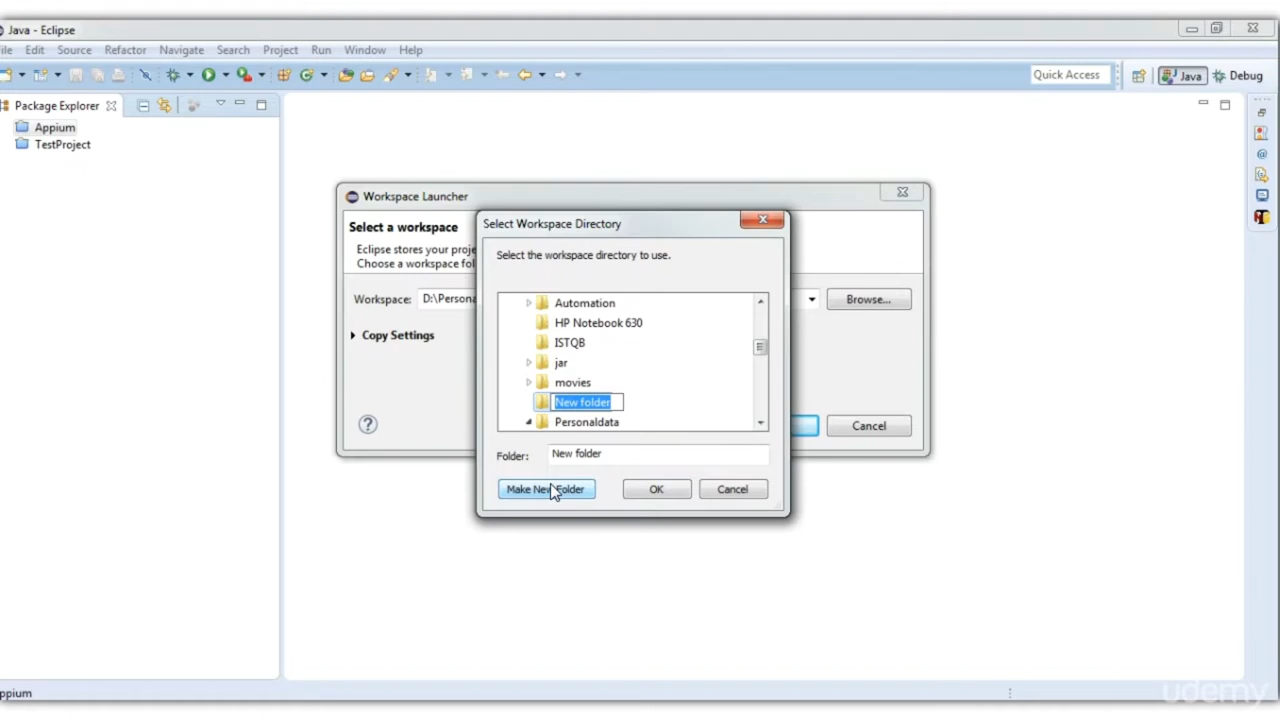 Java - Eclipse
ile Edit Source Refactor Navigate Search Project Run Window Help
Quick Access Java Debug
Package Explorer
Appium
TestProject
Workspace Launcher
Select a workspace
Eclipse stores your proje
Choose a workspace fol
Workspace: D:\Persona Browse...
Copy Settings
Cancel
Select Workspace Directory
Select the workspace directory to use.
Automation
HP Notebook 630
ISTQB
jar
movies
New folder
Personaldata
Folder: New folder
Make New Folder OK Cancel
ppium
udemy